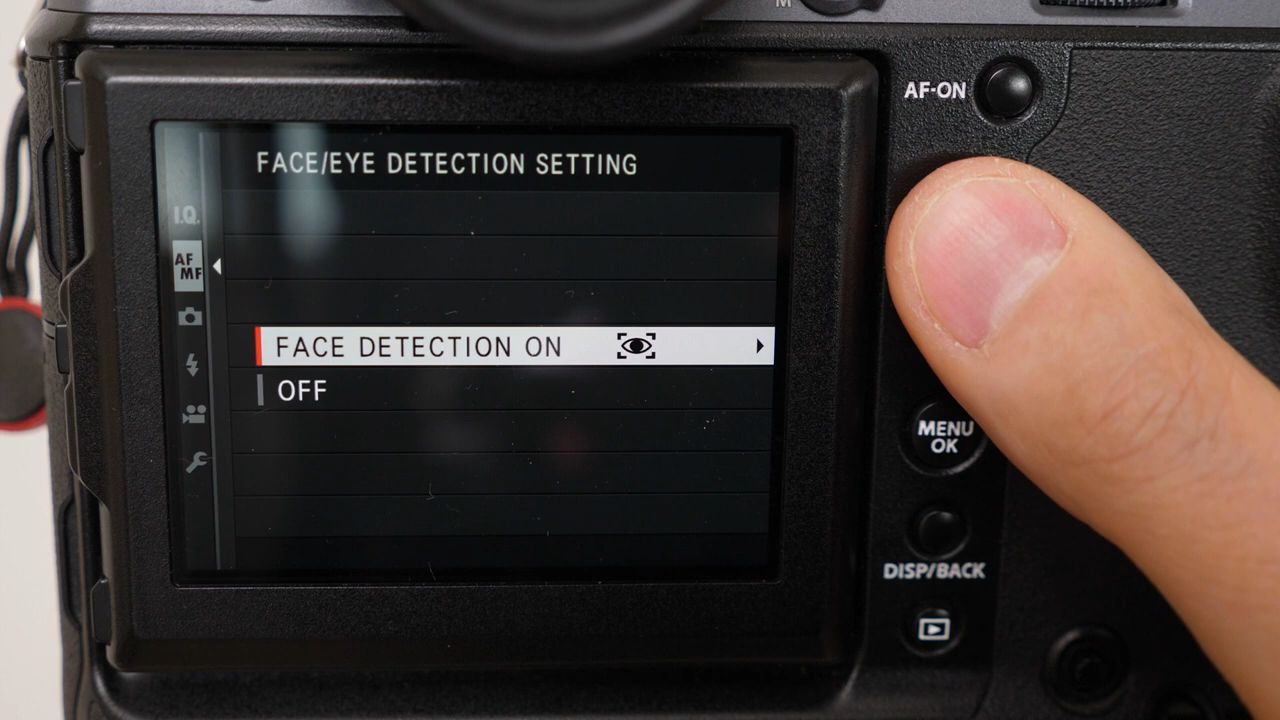 M
AF-ON
FACE/EYE DETECTION SETTING
I.Q.
AF
MF
FACE DETECTION ON
OFF
MENU
OK
DISP/BACK